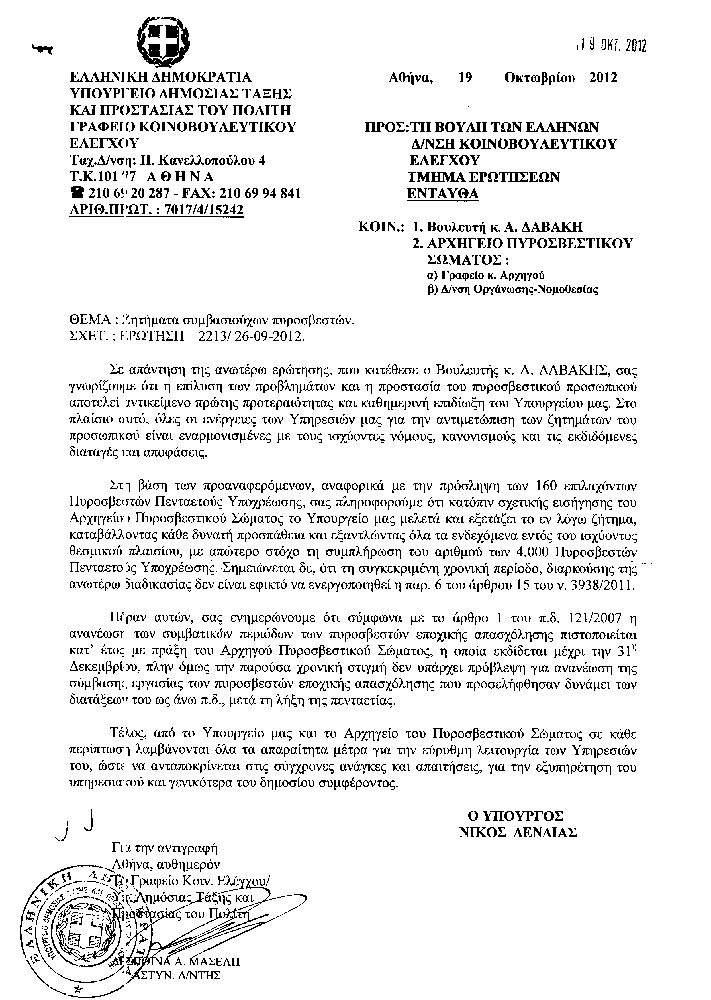 19 ΟΚΤ. 2012
ΕΛΛΗΝΙΚΗ ΔΗΜΟΚΡΑΤΙΑ
ΥΠΟΥΡΓΕΙΟ ΔΗΜΟΣΙΑΣ ΤΑΞΗΣ
ΚΑΙ ΠΡΟΣΤΑΣΙΑΣ ΤΟΥ ΠΟΛΙΤΗ
ΓΡΑΦΕΙΟ ΚΟΙΝΟΒΟΥΛΕΥΤΙΚΟΥ
ΕΛΕΓΧΟΥ
Ταχ.Δ/νση: Π. Κανελλοπούλου 4
Τ.Κ.101 77 Α Θ Η Ν Α
☎ 210 69 20 287 - FAX: 210 69 94 841
ΑΡΙΘ.ΠΡΩΤ. : 7017/4/15242
Αθήνα, 19 Οκτωβρίου 2012
ΠΡΟΣ:ΤΗ ΒΟΥΛΗ ΤΩΝ ΕΛΛΗΝΩΝ
Δ/ΝΣΗ ΚΟΙΝΟΒΟΥΛΕΥΤΙΚΟΥ
ΕΛΕΓΧΟΥ
ΤΜΗΜΑ ΕΡΩΤΗΣΕΩΝ
ΕΝΤΑΥΘΑ
ΚΟΙΝ.: 1. Βουλευτή κ. Α. ΔΑΒΑΚΗ
2. ΑΡΧΗΓΕΙΟ ΠΥΡΟΣΒΕΣΤΙΚΟΥ
ΣΩΜΑΤΟΣ :
α) Γραφείο κ. Αρχηγού
β) Δ/νση Οργάνωσης-Νομοθεσίας
ΘΕΜΑ : Ζητήματα συμβασιούχων πυροσβεστών.
ΣΧΕΤ. : ΕΡΩΤΗΣΗ 2213/ 26-09-2012.
Σε απάντηση της ανωτέρω ερώτησης, που κατέθεσε ο Βουλευτής κ. Α. ΔΑΒΑΚΗΣ, σας
γνωρίζουμε ότι η επίλυση των προβλημάτων και η προστασία του πυροσβεστικού προσωπικού
αποτελεί αντικείμενο πρώτης προτεραιότητας και καθημερινή επιδίωξη του Υπουργείου μας. Στο
πλαίσιο αυτό, όλες οι ενέργειες των Υπηρεσιών μας για την αντιμετώπιση των ζητημάτων του
προσωπικού είναι εναρμονισμένες με τους ισχύοντες νόμους, κανονισμούς και τις εκδιδόμενες
διαταγές και αποφάσεις.
Στη βάση των προαναφερόμενων, αναφορικά με την πρόσληψη των 160 επιλαχόντων
Πυροσβεστών Πενταετούς Υποχρέωσης, σας πληροφορούμε ότι κατόπιν σχετικής εισήγησης του
Αρχηγείου Πυροσβεστικού Σώματος το Υπουργείο μας μελετά και εξετάζει το εν λόγω ζήτημα,
καταβάλλοντας κάθε δυνατή προσπάθεια και εξαντλώντας όλα τα ενδεχόμενα εντός του ισχύοντος
θεσμικού πλαισίου, με απώτερο στόχο τη συμπλήρωση του αριθμού των 4.000 Πυροσβεστών
Πενταετούς Υποχρέωσης. Σημειώνεται δε, ότι τη συγκεκριμένη χρονική περίοδο, διαρκούσης της
ανωτέρω διαδικασίας δεν είναι εφικτό να ενεργοποιηθεί η παρ. 6 του άρθρου 15 του ν. 3938/2011.
Πέραν αυτών, σας ενημερώνουμε ότι σύμφωνα με το άρθρο 1 του π.δ. 121/2007 η
ανανέωση των συμβατικών περιόδων των πυροσβεστών εποχικής απασχόλησης πιστοποιείται
κατ’ έτος με πράξη του Αρχηγού Πυροσβεστικού Σώματος, η οποία εκδίδεται μέχρι την 31η
Δεκεμβρίου, πλην όμως την παρούσα χρονική στιγμή δεν υπάρχει πρόβλεψη για ανανέωση της
σύμβασης εργασίας των πυροσβεστών εποχικής απασχόλησης που προσελήφθησαν δυνάμει των
διατάξεων του ως άνω π.δ., μετά τη λήξη της πενταετίας.
Τέλος, από το Υπουργείο μας και το Αρχηγείο του Πυροσβεστικού Σώματος σε κάθε
περίπτωση λαμβάνονται όλα τα απαραίτητα μέτρα για την εύρυθμη λειτουργία των Υπηρεσιών
του, ώστε να ανταποκρίνεται στις σύγχρονες ανάγκες και απαιτήσεις, για την εξυπηρέτηση του
υπηρεσιακού και γενικότερα του δημοσίου συμφέροντος.
Ο ΥΠΟΥΡΓΟΣ
ΝΙΚΟΣ ΔΕΝΔΙΑΣ
Για την αντιγραφή
Αθήνα, αυθημερόν
Το Γραφείο Κοιν. Ελέγχου/
Υπ Δημόσιας Τάξης και
Προστασίας του Πολίτη
ΔΕΣΠΟΙΝΑ Α. ΜΑΣΕΛΗ
ΑΣΤΥΝ. Δ/ΝΤΗΣ
ΕΛΛΗΝΙΚΗ ΔΗΜΟΚΡΑΤΙΑ
ΥΠΟΥΡΓΕΙΟ ΔΗΜΟΣΙΑΣ ΤΑΞΗΣ ΚΑΙ ΠΡΟΣΤΑΣΙΑΣ ΤΟΥ ΠΟΛΙΤΗ